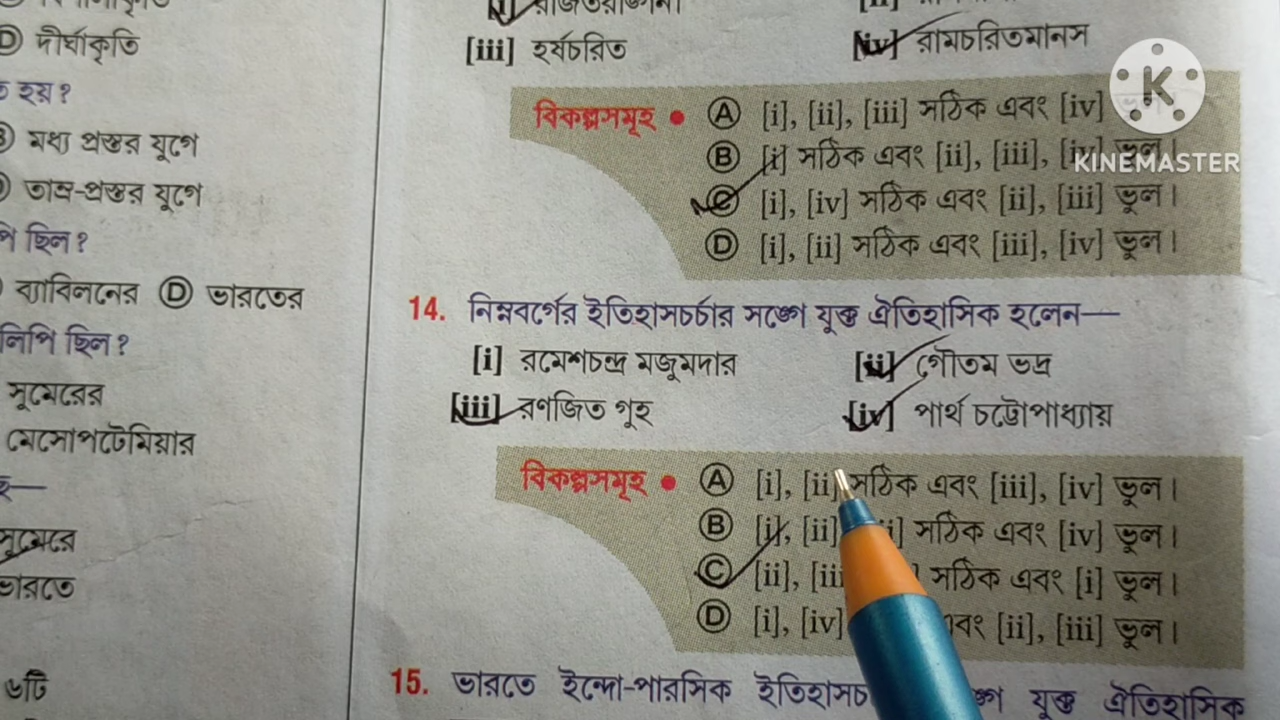 D দীর্ঘাকৃতি
হয়?
মধ্য প্রস্তর যুগে
তাম্র-প্রস্তর যুগে
ছিল?
ব্যাবিলনের D ভারতের
লিপি ছিল?
সুমেরের
মেসোপটেমিয়ার
সুমেরে
ভারতে
৬টি
[iii] হর্ষচরিত [iv] রামচরিতমানস
বিকল্পসমূহ • A [i], [ii], [iii] সঠিক এবং [iv]
B [i] সঠিক এবং [ii], [iii], [iv] ভুল।
C [i], [iv] সঠিক এবং [ii], [iii] ভুল।
D [i], [ii] সঠিক এবং [iii], [iv] ভুল।
14. নিম্নবর্গের ইতিহাসচর্চার সঙ্গে যুক্ত ঐতিহাসিক হলেন—
[i] রমেশচন্দ্র মজুমদার [ii] গৌতম ভদ্র
[iii] রণজিত গুহ [iv] পার্থ চট্টোপাধ্যায়
বিকল্পসমূহ • A [i], [ii] সঠিক এবং [iii], [iv] ভুল।
B [i], [ii] সঠিক এবং [iv] ভুল।
C [ii], সঠিক এবং [i] ভুল।
D [i], [iv] এবং [ii], [iii] ভুল।
15. ভারতে ইন্দো-পারসিক যুক্ত ঐতিহাসিক
K
KINEMASTER